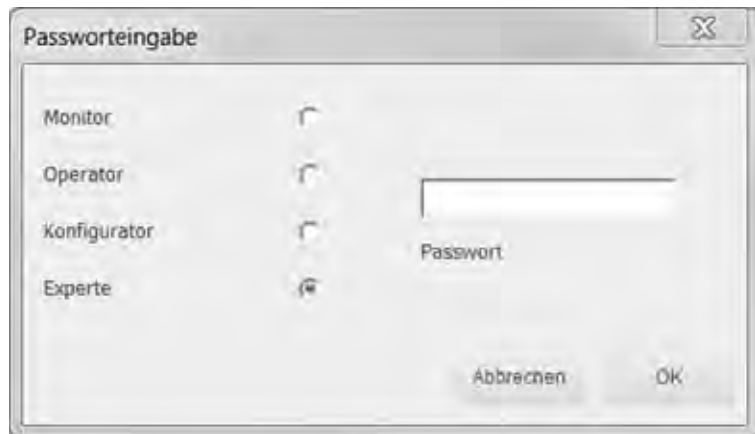 Passworteingabe
Monitor
Operator
Konfigurator
Experte
Passwort
Abbrechen
OK